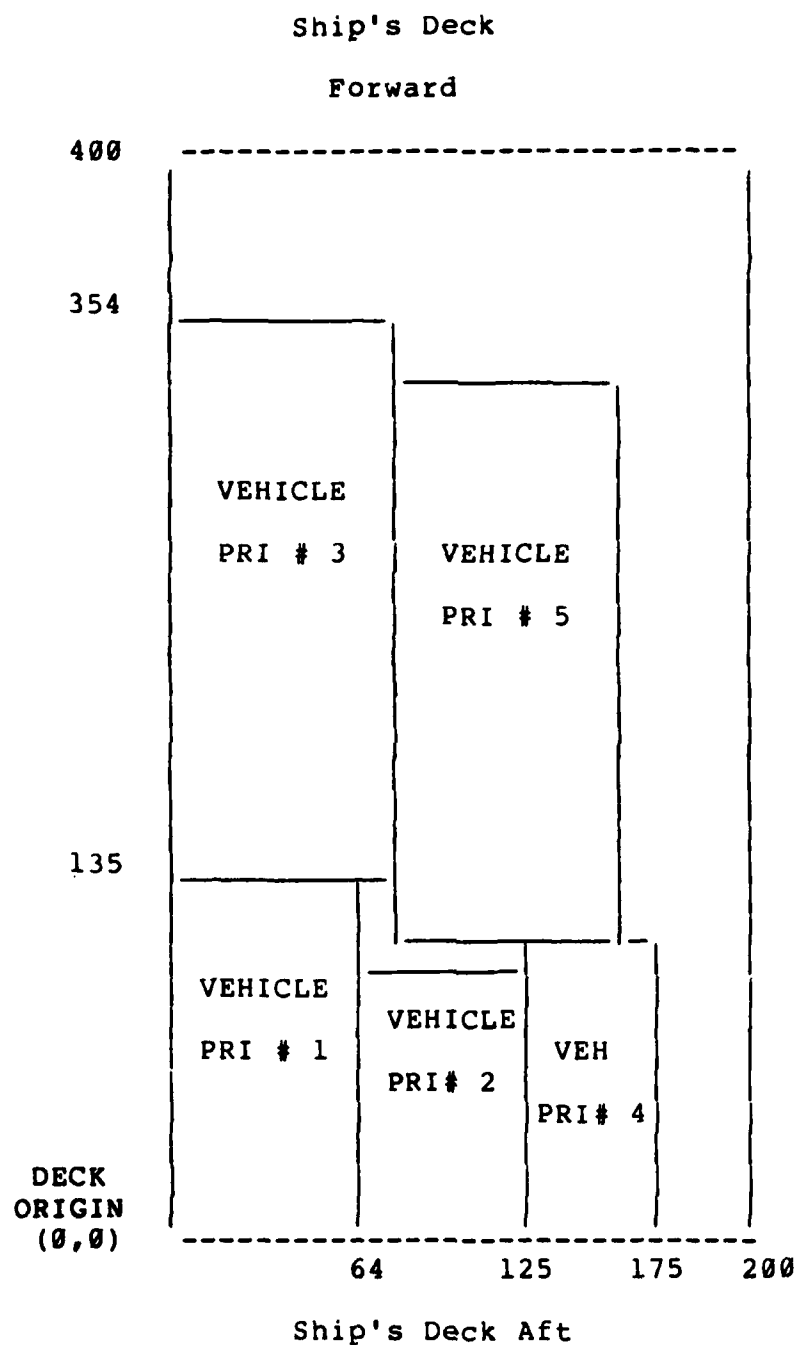 Ship's Deck
Forward
400
354
VEHICLE
PRI # 3
VEHICLE
PRI # 5
135
VEHICLE
PRI # 1
VEHICLE
PRI# 2
VEH
PRI# 4
DECK
ORIGIN
(0,0)
64 125 175 200
Ship's Deck Aft